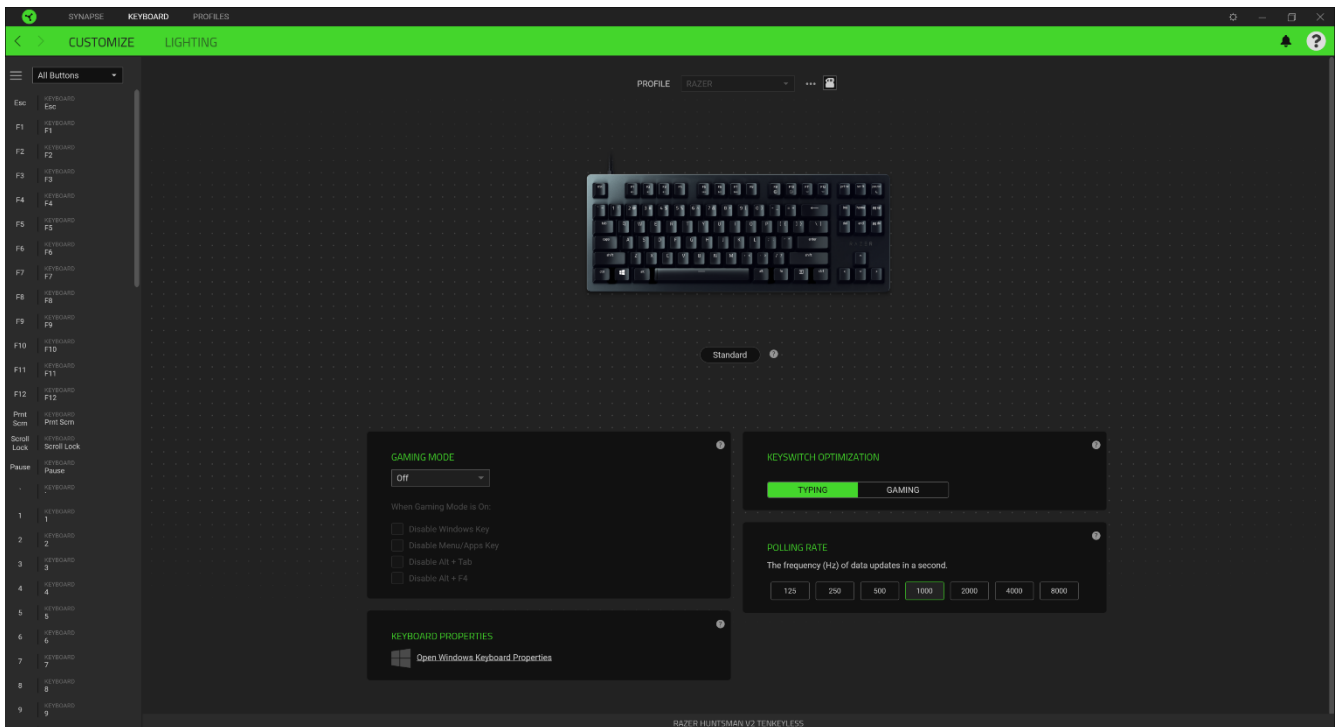 SYNAPSE KEYBOARD PROFILES
CUSTOMIZE LIGHTING
All Buttons
PROFILE RAZER
Esc KEYBOARD
Esc
F1 KEYBOARD
F1
F2 KEYBOARD
F2
F3 KEYBOARD
F3
F4 KEYBOARD
F4
F5 KEYBOARD
F5
F6 KEYBOARD
F6
F7 KEYBOARD
F7
F8 KEYBOARD
F8
F9 KEYBOARD
F9
F10 KEYBOARD
F10
F11 KEYBOARD
F11
F12 KEYBOARD
F12
Prnt Scrn KEYBOARD
Prnt Scrn
Scroll Lock KEYBOARD
Scroll Lock
Pause KEYBOARD
Pause
` KEYBOARD
`
1 KEYBOARD
1
2 KEYBOARD
2
3 KEYBOARD
3
4 KEYBOARD
4
5 KEYBOARD
5
6 KEYBOARD
6
7 KEYBOARD
7
8 KEYBOARD
8
9 KEYBOARD
9
Standard
GAMING MODE
Off
When Gaming Mode is On:
Disable Windows Key
Disable Menu/Apps Key
Disable Alt + Tab
Disable Alt + F4
KEYBOARD PROPERTIES
Open Windows Keyboard Properties
KEYSWITCH OPTIMIZATION
TYPING GAMING
POLLING RATE
The frequency (Hz) of data updates in a second.
125 250 500 1000 2000 4000 8000
RAZER HUNTSMAN V2 TENKEYLESS